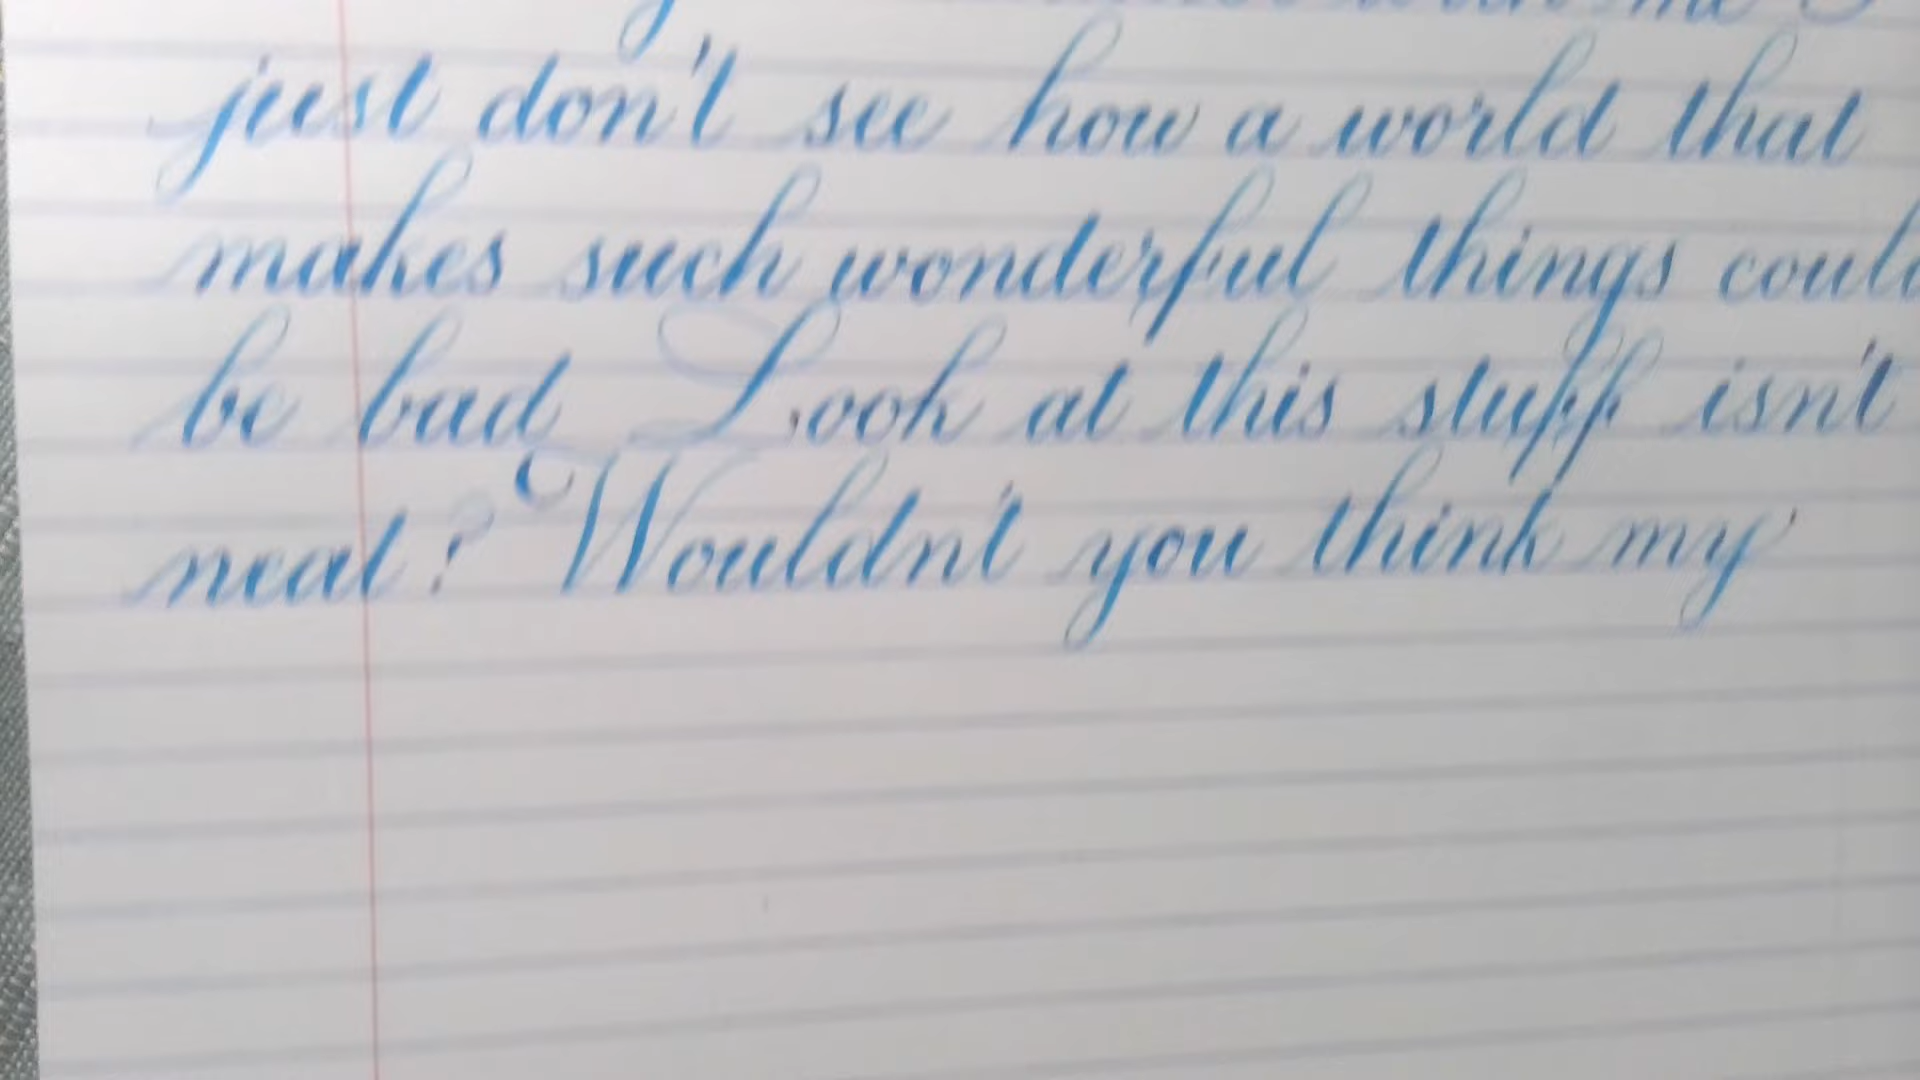 just don't see how a world that
makes such wonderful things could
be bad Look at this stuff isn't
neat? Wouldn't you think my